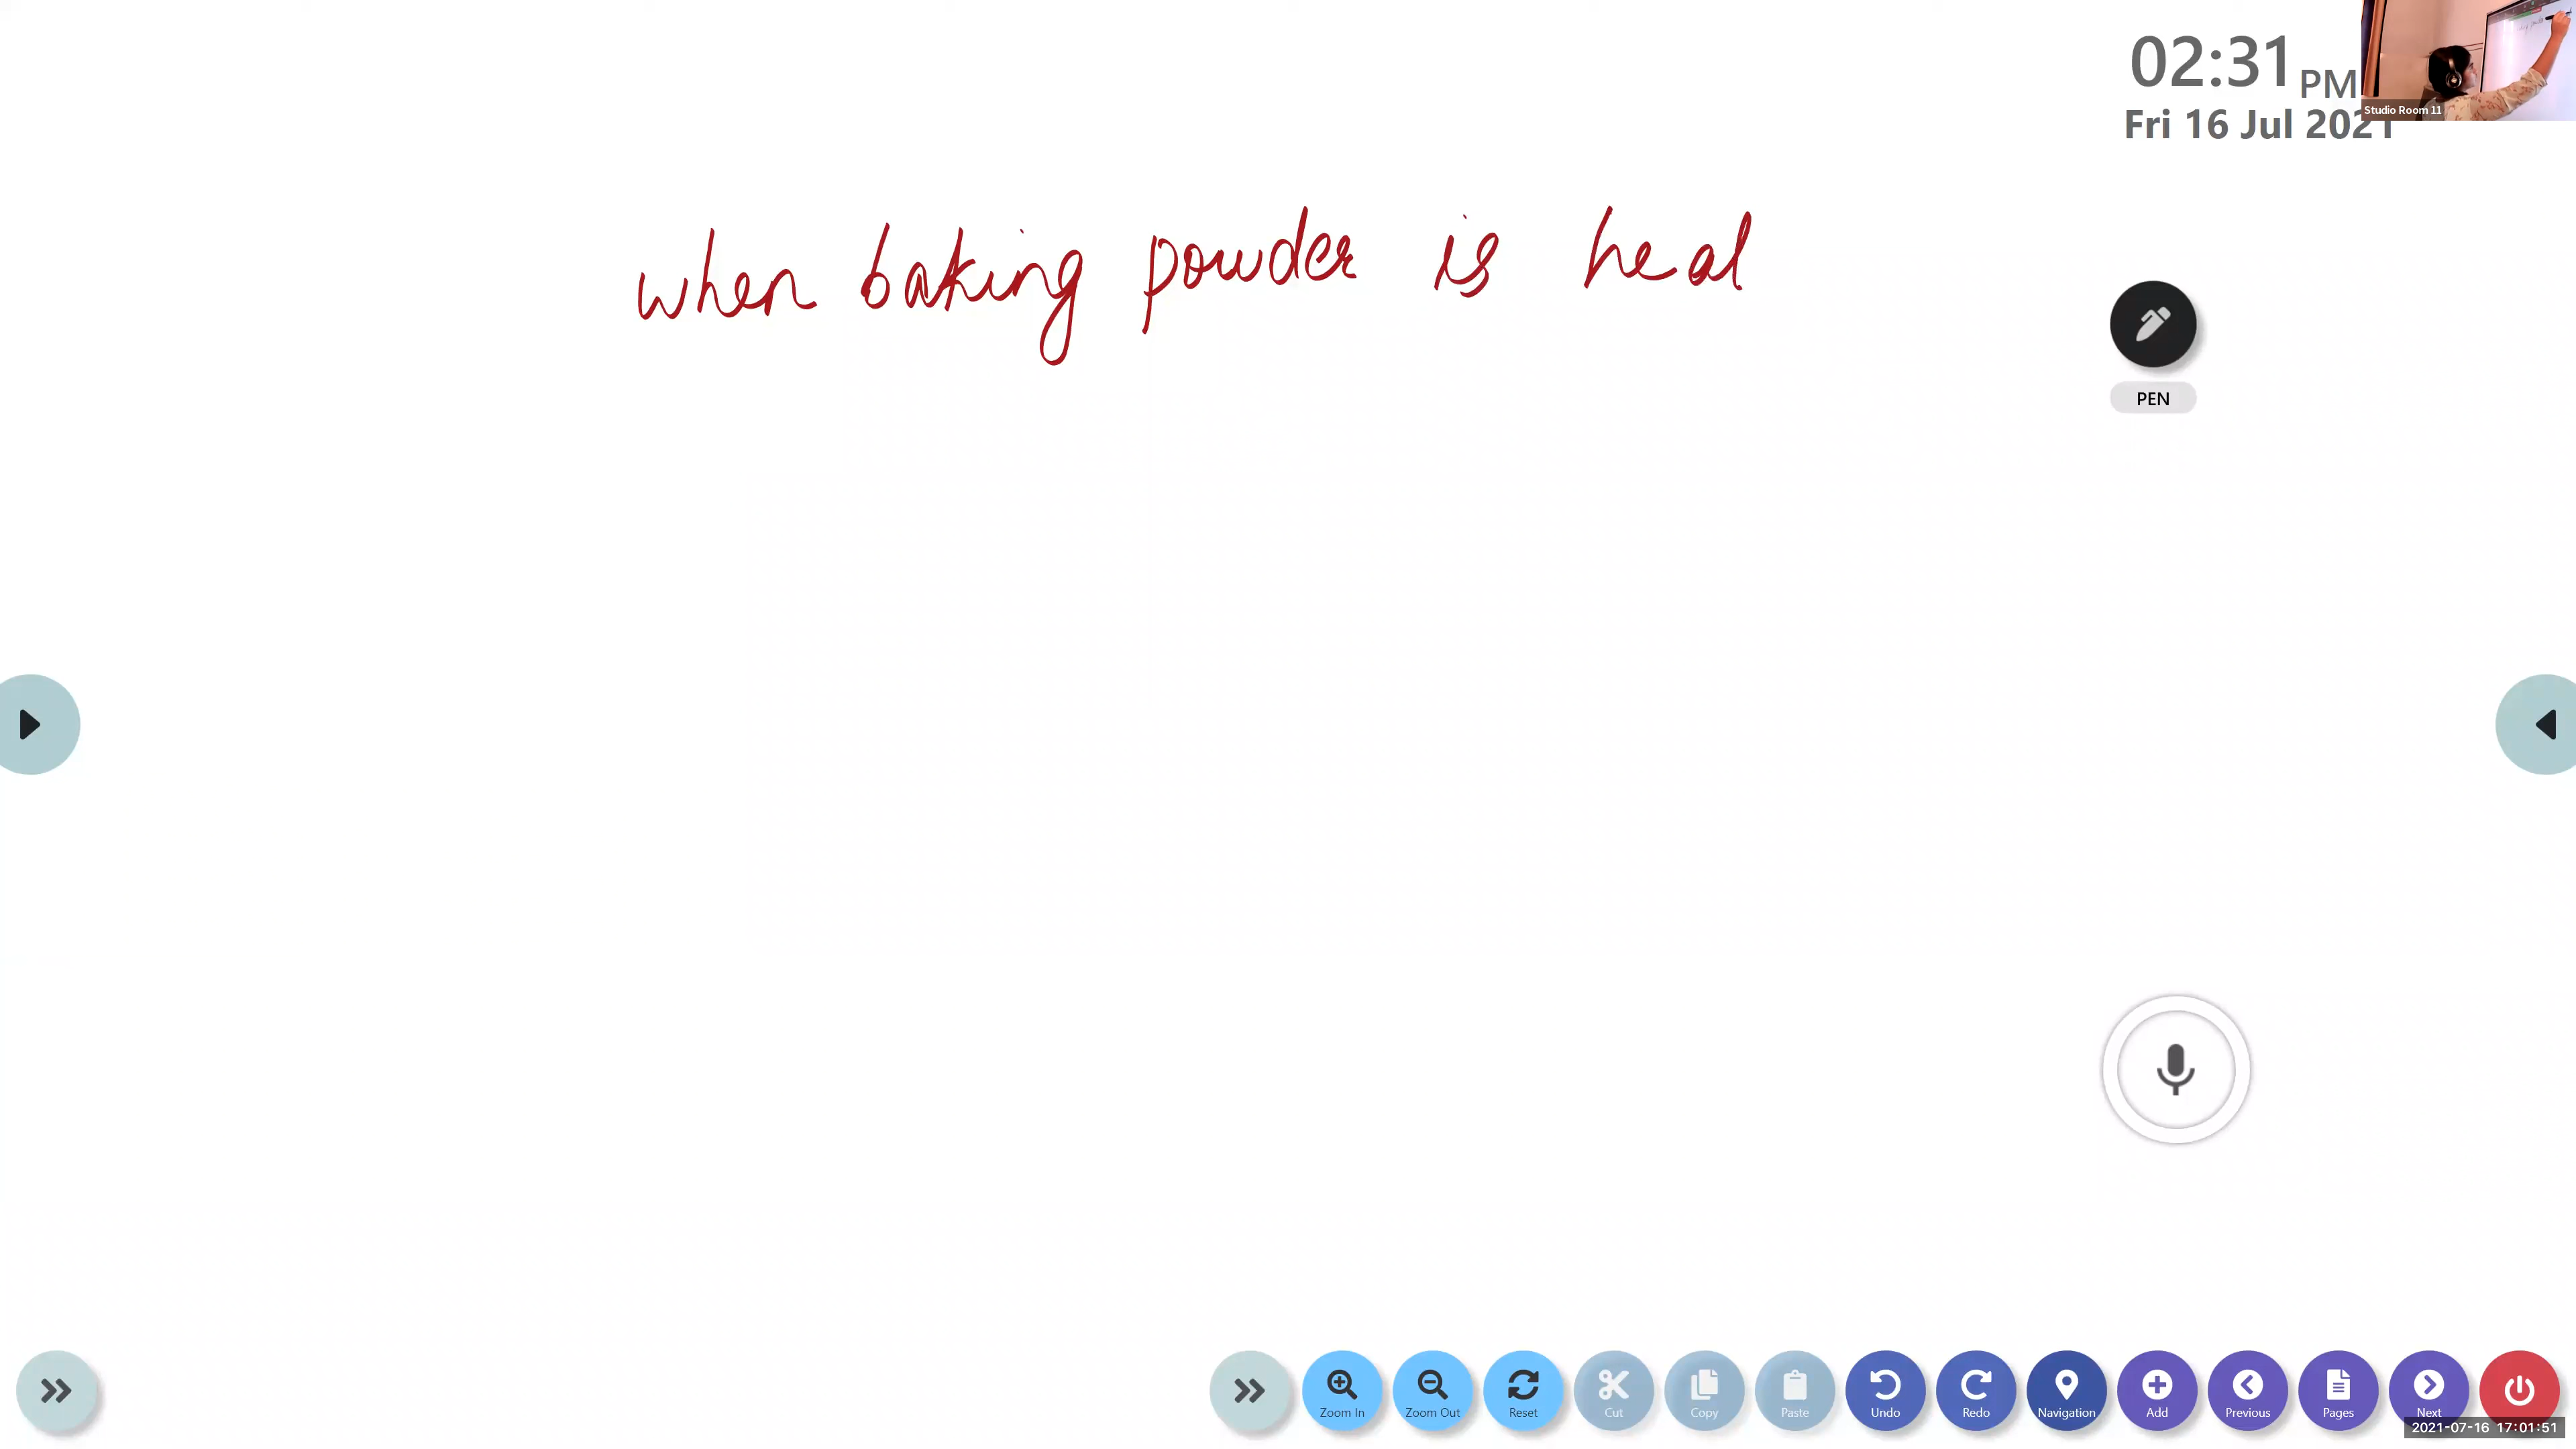 02:31 PM
Studio Room 11
Fri 16 Jul 2021
when baking powder is heat
PEN
Zoom In Zoom Out Reset Cut Copy Paste Undo Redo Navigation Add Previous Pages Next
2021-07-16 17:01:51